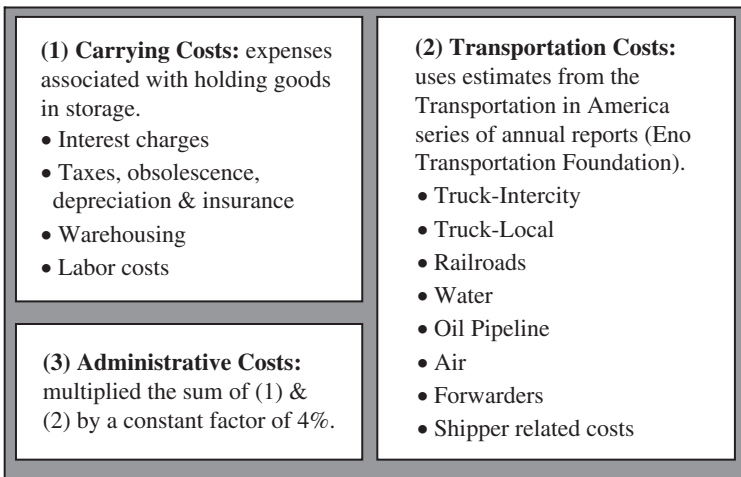 (1) Carrying Costs: expenses
associated with holding goods
in storage.
• Interest charges
• Taxes, obsolescence,
depreciation & insurance
• Warehousing
• Labor costs
(2) Transportation Costs:
uses estimates from the
Transportation in America
series of annual reports (Eno
Transportation Foundation).
• Truck-Intercity
• Truck-Local
• Railroads
• Water
• Oil Pipeline
• Air
• Forwarders
• Shipper related costs
(3) Administrative Costs:
multiplied the sum of (1) &
(2) by a constant factor of 4%.